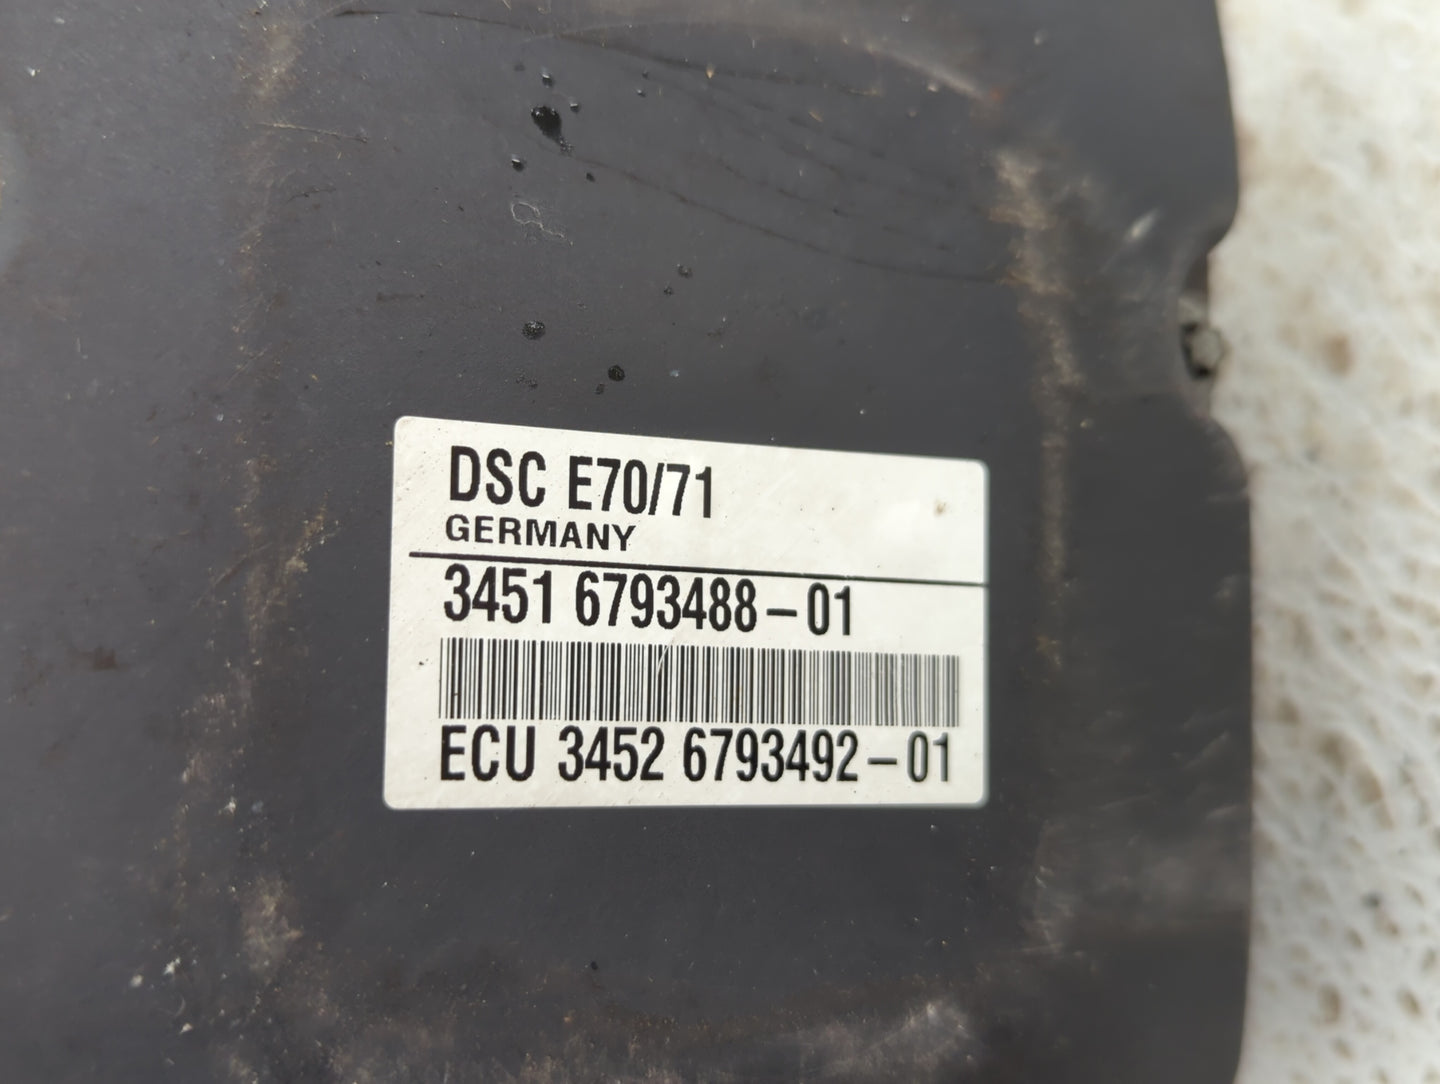 DSC E70/71
GERMANY
3451 6793488-01
ECU 3452 6793492-01